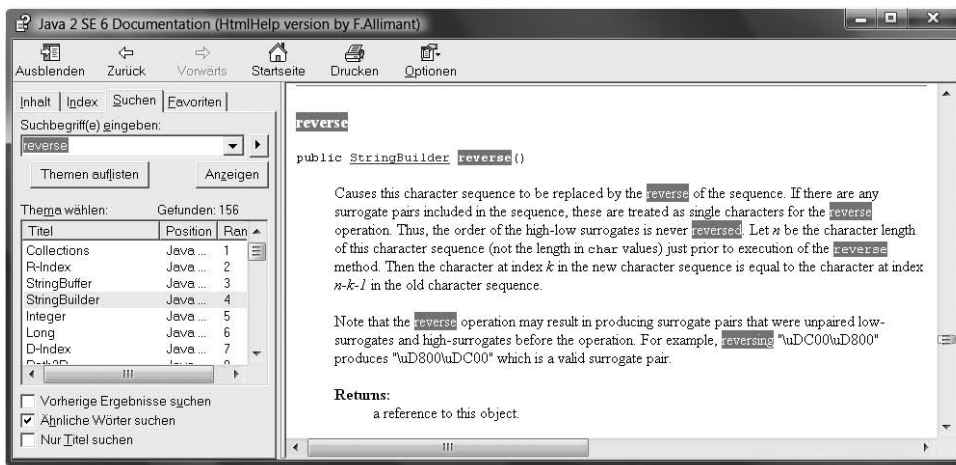 Java 2 SE 6 Documentation (HtmlHelp version by F.Allimant)
Ausblenden Zurück Vorwärts Startseite Drucken Optionen
Inhalt Index Suchen Favoriten
Suchbegriff(e) eingeben:
reverse
Themen auflisten Anzeigen
Thema wählen: Gefunden: 156
Titel Position Ran
Collections Java ... 1
R-Index Java ... 2
StringBuffer Java ... 3
StringBuilder Java ... 4
Integer Java ... 5
Long Java ... 6
D-Index Java ... 7
Vorherige Ergebnisse suchen
Ähnliche Wörter suchen
Nur Titel suchen
reverse
public StringBuilder reverse()
Causes this character sequence to be replaced by the reverse of the sequence. If there are any
surrogate pairs included in the sequence, these are treated as single characters for the reverse
operation. Thus, the order of the high-low surrogates is never reversed. Let n be the character length
of this character sequence (not the length in char values) just prior to execution of the reverse
method. Then the character at index k in the new character sequence is equal to the character at index
n-k-1 in the old character sequence.
Note that the reverse operation may result in producing surrogate pairs that were unpaired low-
surrogates and high-surrogates before the operation. For example, reversing "\uDC00\uD800"
produces "\uD800\uDC00" which is a valid surrogate pair.
Returns:
a reference to this object.